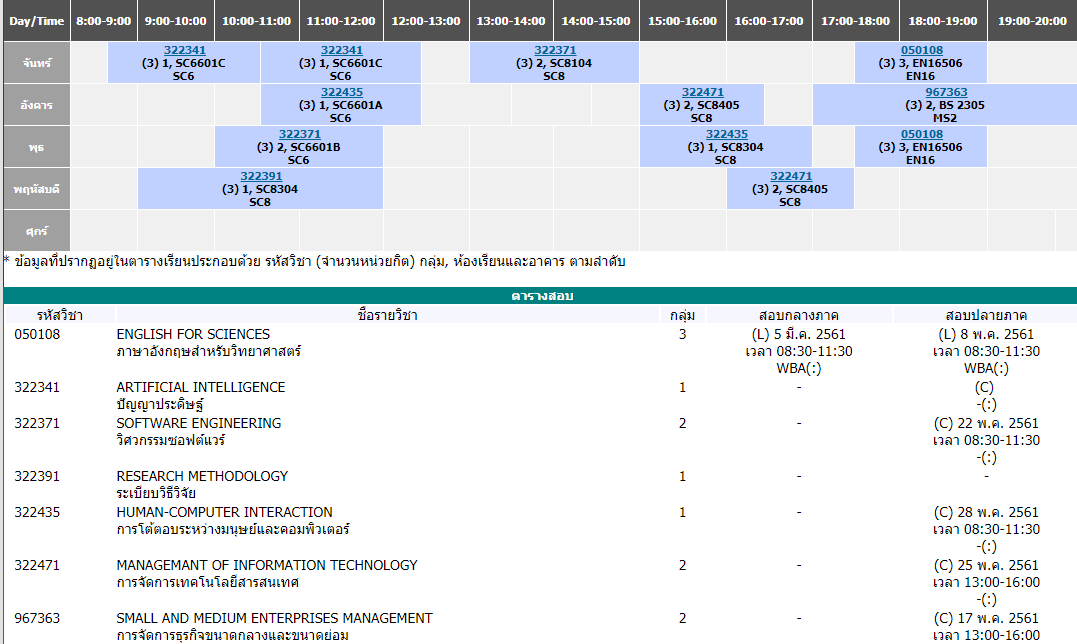 Day/Time 8:00-9:00 9:00-10:00 10:00-11:00 11:00-12:00 12:00-13:00 13:00-14:00 14:00-15:00 15:00-16:00 16:00-17:00 17:00-18:00 18:00-19:00 19:00-20:00
จันทร์
322341
(3) 1, SC6601C
SC6
322341
(3) 1, SC6601C
SC6
322371
(3) 2, SC8104
SC8
050108
(3) 3, EN16506
EN16
อังคาร
322435
(3) 1, SC6601A
SC6
322471
(3) 2, SC8405
SC8
967363
(3) 2, BS 2305
MS2
พุธ
322371
(3) 2, SC6601B
SC6
322435
(3) 1, SC8304
SC8
050108
(3) 3, EN16506
EN16
พฤหัสบดี
322391
(3) 1, SC8304
SC8
322471
(3) 2, SC8405
SC8
ศุกร์
* ข้อมูลที่ปรากฏอยู่ในตารางเรียนประกอบด้วย รหัสวิชา (จำนวนหน่วยกิต) กลุ่ม, ห้องเรียนและอาคาร ตามลำดับ
ตารางสอบ
รหัสวิชา ชื่อรายวิชา กลุ่ม สอบกลางภาค สอบปลายภาค
050108 ENGLISH FOR SCIENCES 3 (L) 5 มี.ค. 2561 (L) 8 พ.ค. 2561
ภาษาอังกฤษสำหรับวิทยาศาสตร์ เวลา 08:30-11:30 เวลา 08:30-11:30
WBA(:) WBA(:)
322341 ARTIFICIAL INTELLIGENCE 1 - (C)
ปัญญาประดิษฐ์ -(:)
322371 SOFTWARE ENGINEERING 2 - (C) 22 พ.ค. 2561
วิศวกรรมซอฟต์แวร์ เวลา 08:30-11:30
-(:)
322391 RESEARCH METHODOLOGY 1 - -
ระเบียบวิธีวิจัย
322435 HUMAN-COMPUTER INTERACTION 1 - (C) 28 พ.ค. 2561
การโต้ตอบระหว่างมนุษย์และคอมพิวเตอร์ เวลา 08:30-11:30
-(:)
322471 MANAGEMANT OF INFORMATION TECHNOLOGY 2 - (C) 25 พ.ค. 2561
การจัดการเทคโนโลยีสารสนเทศ เวลา 13:00-16:00
-(:)
967363 SMALL AND MEDIUM ENTERPRISES MANAGEMENT 2 - (C) 17 พ.ค. 2561
การจัดการธุรกิจขนาดกลางและขนาดย่อม เวลา 13:00-16:00